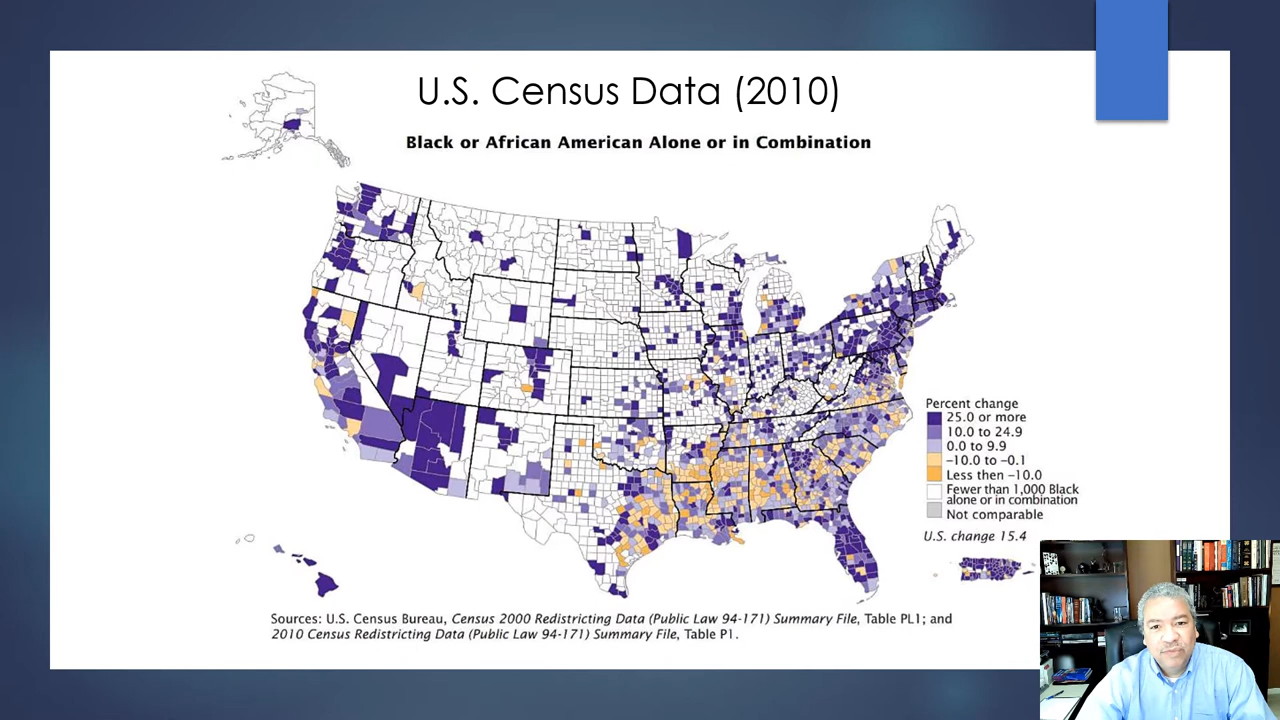 U.S. Census Data (2010)
Black or African American Alone or in Combination
Percent change
25.0 or more
10.0 to 24.9
0.0 to 9.9
–10.0 to –0.1
Less then –10.0
Fewer than 1,000 Black
alone or in combination
Not comparable
U.S. change 15.4
Sources: U.S. Census Bureau, Census 2000 Redistricting Data (Public Law 94-171) Summary File, Table PL1; and
2010 Census Redistricting Data (Public Law 94-171) Summary File, Table P1.